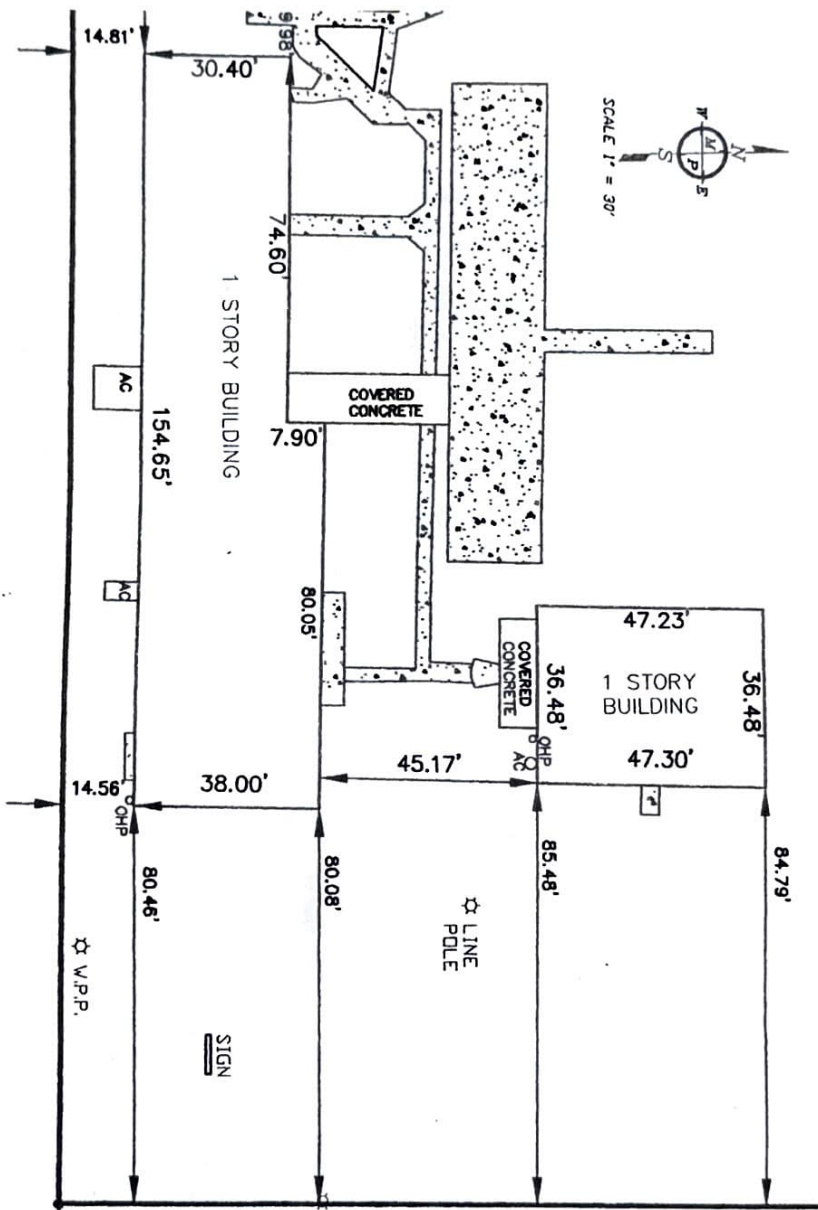 14.81'
30.40'
86.6
SCALE 1" = 30'
W
N
M
P
S
E
74.60'
1 STORY BUILDING
AC
154.65'
COVERED
CONCRETE
7.90'
AC
80.05'
COVERED
CONCRETE
47.23'
36.48'
1 STORY
BUILDING
36.48'
OHP
AC
47.30'
45.17'
14.56'
38.00'
OHP
80.46'
80.08'
85.48'
84.79'
LINE
POLE
W.P.P.
SIGN